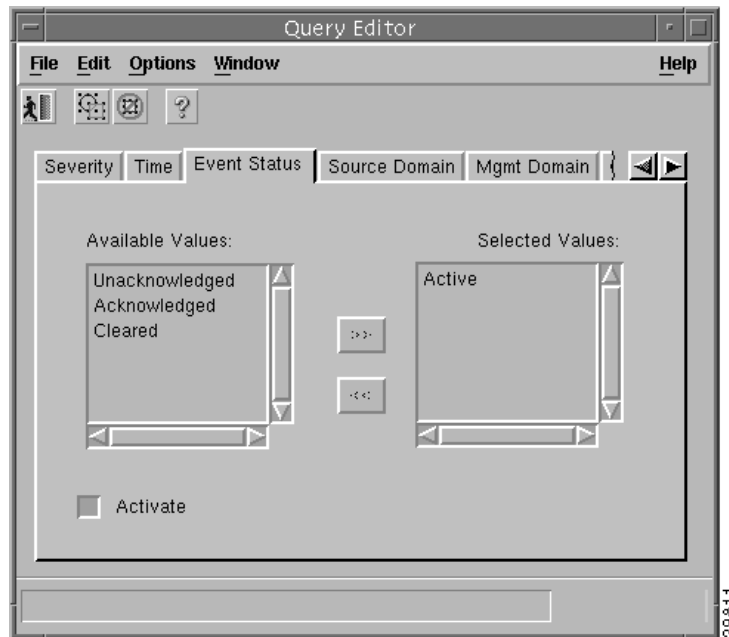 Query Editor
File Edit Options Window Help
?
Severity Time Event Status Source Domain Mgmt Domain
Available Values: Selected Values:
Unacknowledged Active
Acknowledged
Cleared
>>
<<
Activate